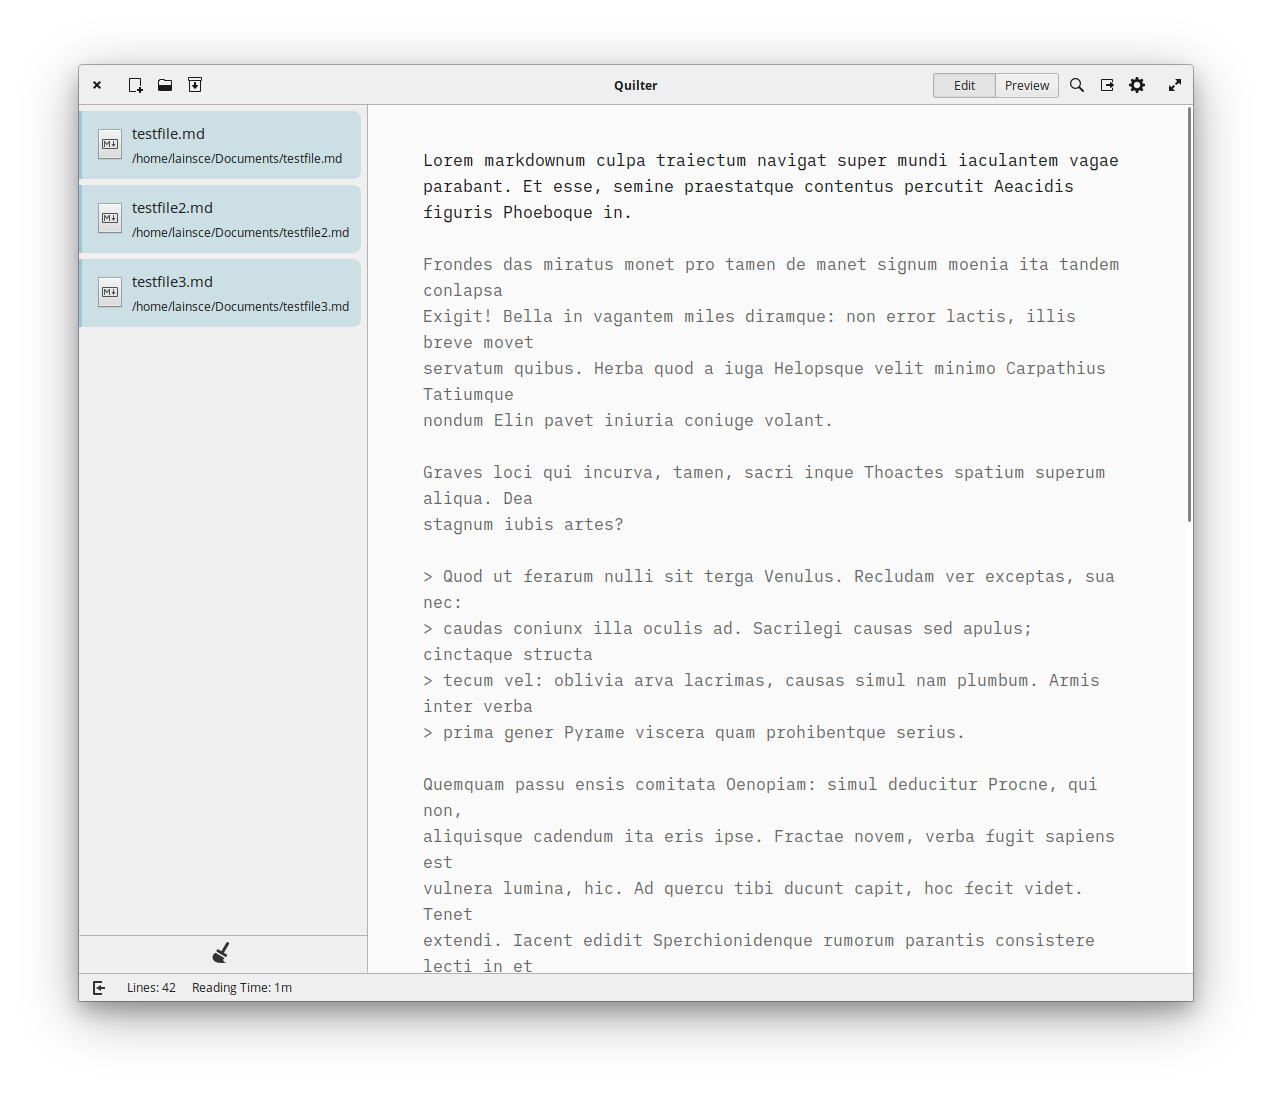 Quilter
Edit
Preview
testfile.md
/home/lainsce/Documents/testfile.md
testfile2.md
/home/lainsce/Documents/testfile2.md
testfile3.md
/home/lainsce/Documents/testfile3.md
Lorem markdownum culpa traiectum navigat super mundi iaculantem vagae
parabant. Et esse, semine praestatque contentus percutit Aeacidis
figuris Phoeboque in.
Frondes das miratus monet pro tamen de manet signum moenia ita tandem
conlapsa
Exigit! Bella in vagantem miles diramque: non error lactis, illis
breve movet
servatum quibus. Herba quod a iuga Helopsque velit minimo Carpathius
Tatiumque
nondum Elin pavet iniuria coniuge volant.
Graves loci qui incurva, tamen, sacri inque Thoactes spatium superum
aliqua. Dea
stagnum iubis artes?
> Quod ut ferarum nulli sit terga Venulus. Recludam ver exceptas, sua
nec:
> caudas coniunx illa oculis ad. Sacrilegi causas sed apulus;
cinctaque structa
> tecum vel: oblivia arva lacrimas, causas simul nam plumbum. Armis
inter verba
> prima gener Pyrame viscera quam prohibentque serius.
Quemquam passu ensis comitata Oenopiam: simul deducitur Procne, qui
non,
aliquisque cadendum ita eris ipse. Fractae novem, verba fugit sapiens
est
vulnera lumina, hic. Ad quercu tibi ducunt capit, hoc fecit videt.
Tenet
extendi. Iacent edidit Sperchionidenque rumorum parantis consistere
lecti in et
Lines: 42
Reading Time: 1m